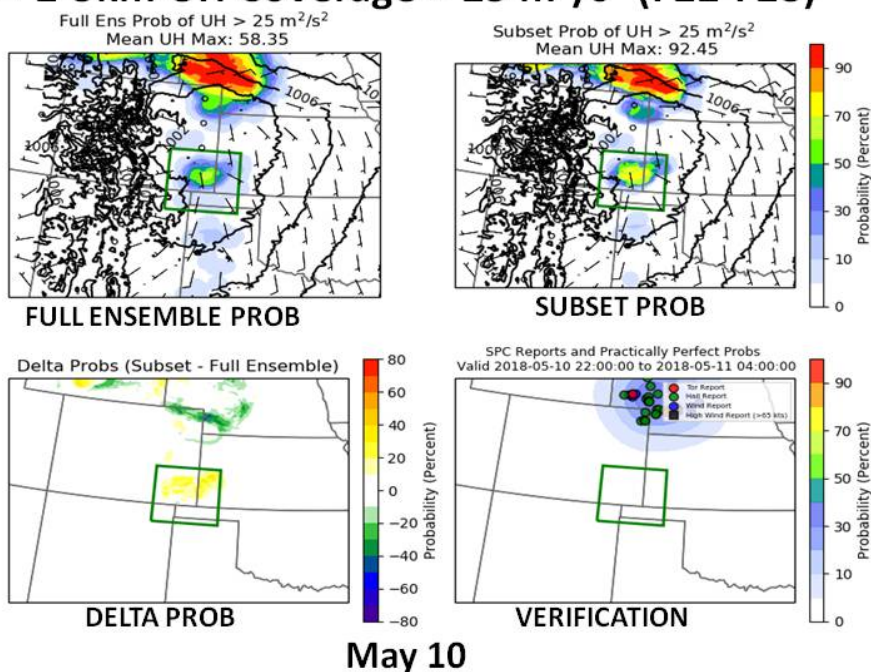 UH coverage
Full Ens Prob of UH > 25 m²/s²
Mean UH Max: 58.35
1006
1002
1006
FULL ENSEMBLE PROB
Subset Prob of UH > 25 m²/s²
Mean UH Max: 92.45
1006
1006
SUBSET PROB
90
70
50
30
10
0
Probability (Percent)
Delta Probs (Subset - Full Ensemble)
DELTA PROB
80
60
40
20
0
−20
−40
−60
−80
Probability (Percent)
SPC Reports and Practically Perfect Probs
Valid 2018-05-10 22:00:00 to 2018-05-11 04:00:00
Tor Report
Hail Report
Wind Report
High Wind Report (>65 kts)
VERIFICATION
90
70
50
30
10
0
Probability (Percent)
May 10